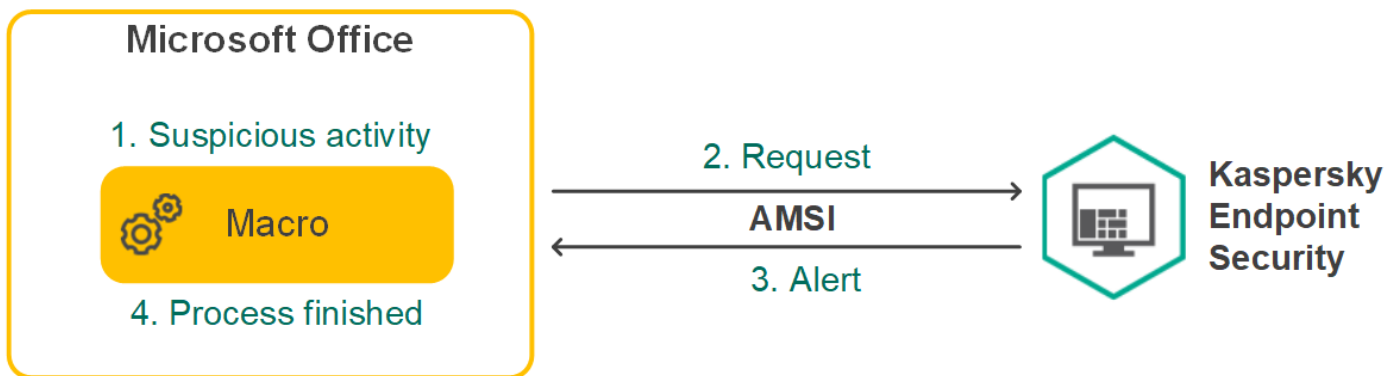 Microsoft Office
1. Suspicious activity
Macro
4. Process finished
2. Request
AMSI
3. Alert
Kaspersky
Endpoint
Security